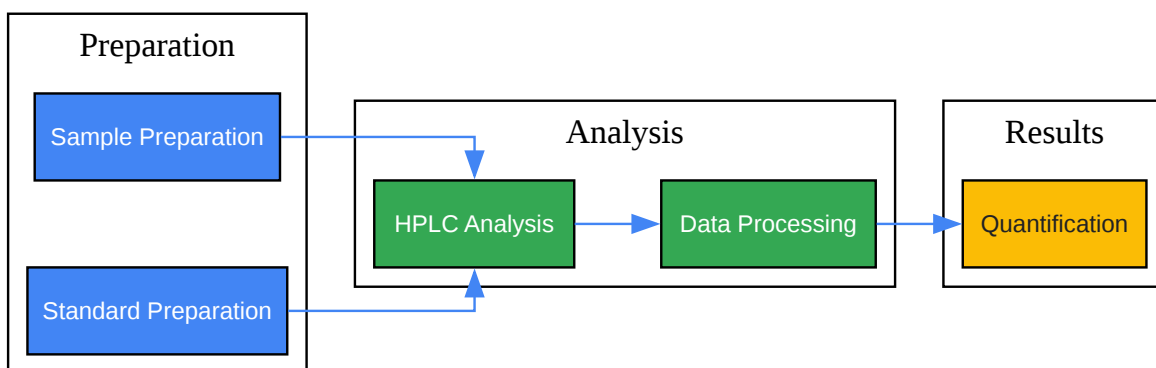 Preparation
Sample Preparation
Standard Preparation
Analysis
HPLC Analysis
Data Processing
Results
Quantification